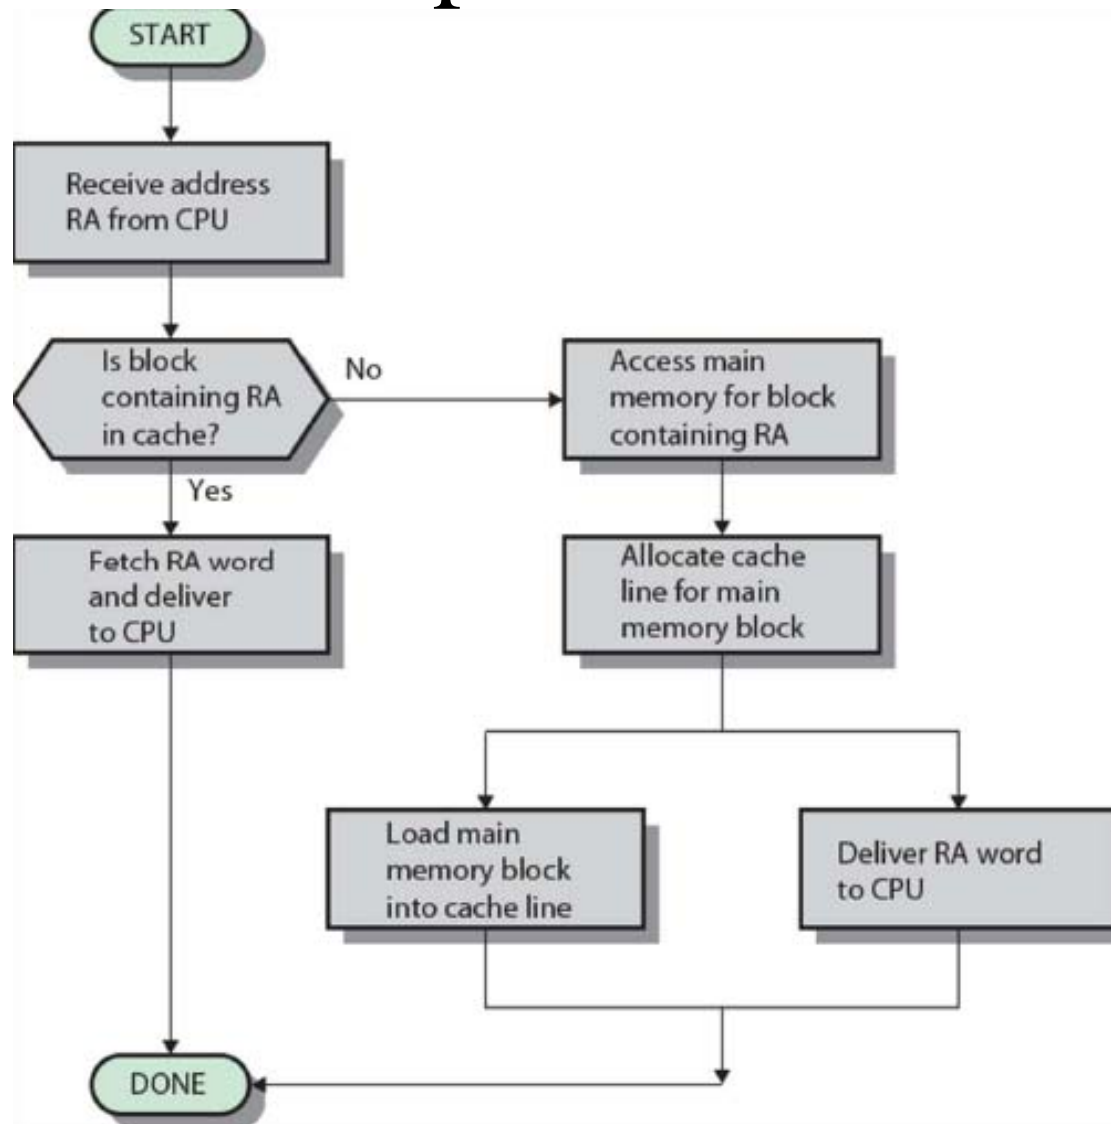 START
Receive address
RA from CPU
Is block
containing RA
in cache?
No
Access main
memory for block
containing RA
Yes
Fetch RA word
and deliver
to CPU
Allocate cache
line for main
memory block
Load main
memory block
into cache line
Deliver RA word
to CPU
DONE